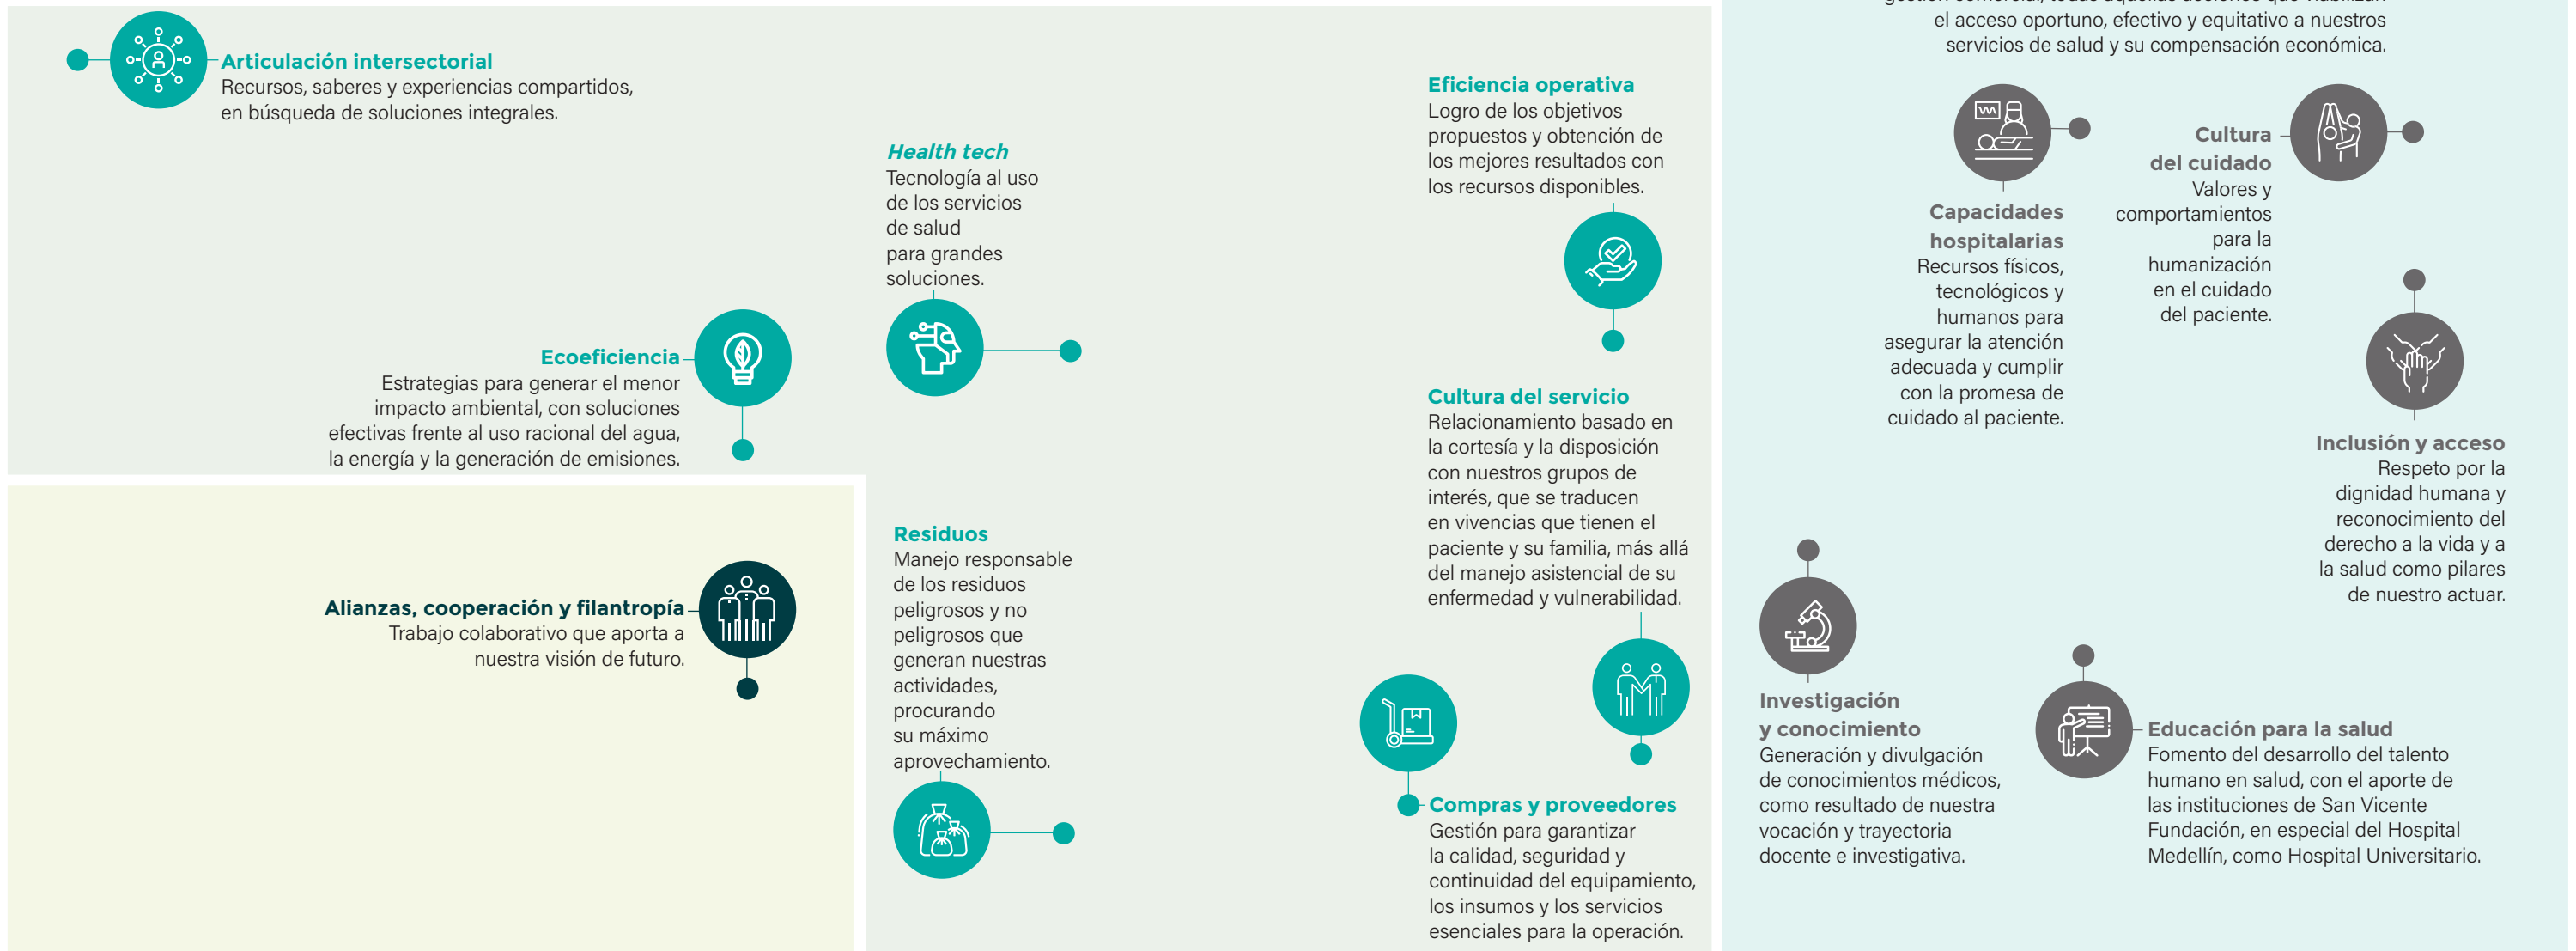 Articulación intersectorial
Recursos, saberes y experiencias compartidos,
en búsqueda de soluciones integrales.
Health tech
Tecnología al uso
de los servicios
de salud
para grandes
soluciones.
Ecoeficiencia
Estrategias para generar el menor
impacto ambiental, con soluciones
efectivas frente al uso racional del agua,
la energía y la generación de emisiones.
Alianzas, cooperación y filantropía
Trabajo colaborativo que aporta a
nuestra visión de futuro.
Residuos
Manejo responsable
de los residuos
peligrosos y no
peligrosos que
generan nuestras
actividades,
procurando
su máximo
aprovechamiento.
Eficiencia operativa
Logro de los objetivos
propuestos y obtención de
los mejores resultados con
los recursos disponibles.
Cultura del servicio
Relacionamiento basado en
la cortesía y la disposición
con nuestros grupos de
interés, que se traducen
en vivencias que tienen el
paciente y su familia, más allá
del manejo asistencial de su
enfermedad y vulnerabilidad.
Compras y proveedores
Gestión para garantizar
la calidad, seguridad y
continuidad del equipamiento,
los insumos y los servicios
esenciales para la operación.
gestión comercial, todas aquellas acciones que viabilizan
el acceso oportuno, efectivo y equitativo a nuestros
servicios de salud y su compensación económica.
Capacidades
hospitalarias
Recursos físicos,
tecnológicos y
humanos para
asegurar la atención
adecuada y cumplir
con la promesa de
cuidado al paciente.
Cultura
del cuidado
Valores y
comportamientos
para la
humanización
en el cuidado
del paciente.
Inclusión y acceso
Respeto por la
dignidad humana y
reconocimiento del
derecho a la vida y a
la salud como pilares
de nuestro actuar.
Investigación
y conocimiento
Generación y divulgación
de conocimientos médicos,
como resultado de nuestra
vocación y trayectoria
docente e investigativa.
Educación para la salud
Fomento del desarrollo del talento
humano en salud, con el aporte de
las instituciones de San Vicente
Fundación, en especial del Hospital
Medellín, como Hospital Universitario.